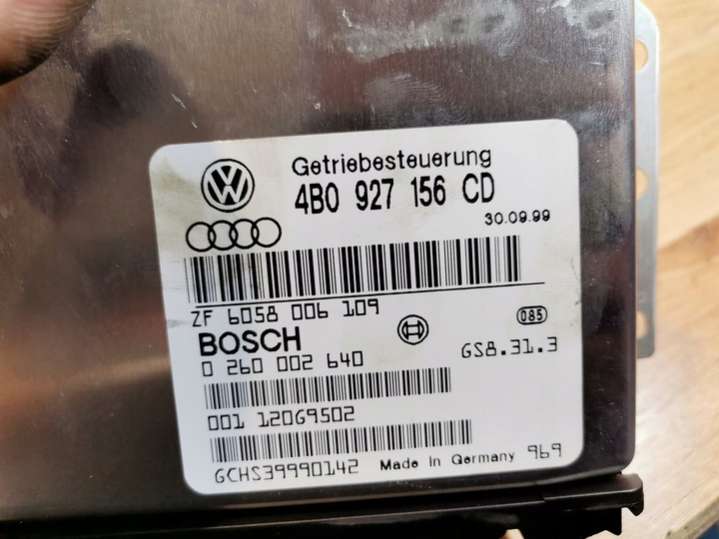 Getriebesteuerung
4B0 927 156 CD
30.09.99
ZF 6058 006 109
085
BOSCH
0 260 002 640
GS8.31.3
001 120G9502
GCHS39990142 Made in Germany 969